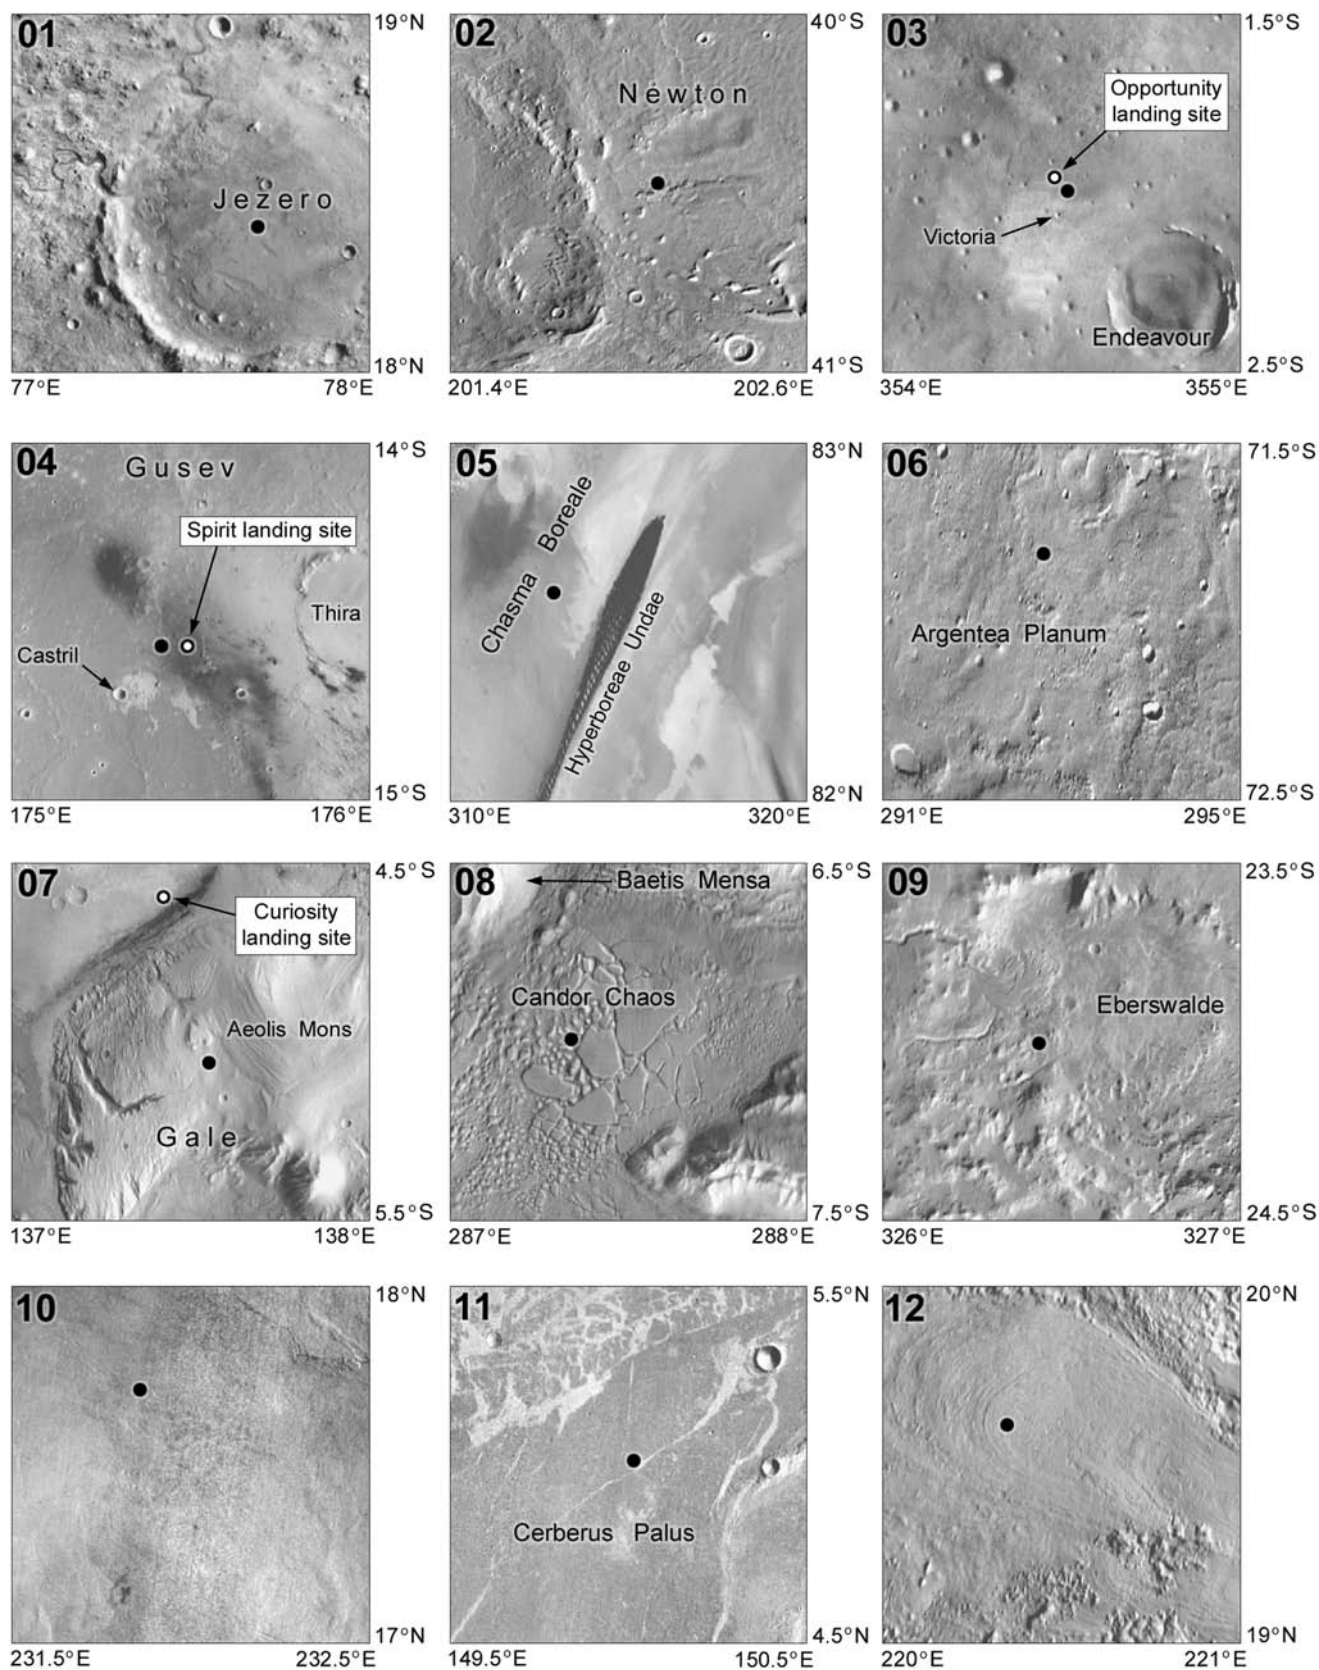 01
19°N
Jezero
18°N
77°E
78°E
02
40°S
Newton
41°S
201.4°E
202.6°E
03
1.5°S
Opportunity
landing site
Victoria
Endeavour
2.5°S
354°E
355°E
04
14°S
Gusev
Spirit landing site
Thira
Castril
15°S
175°E
176°E
05
83°N
Chasma Boreale
Hyperboreae Undae
82°N
310°E
320°E
06
71.5°S
Argentea Planum
72.5°S
291°E
295°E
07
4.5°S
Curiosity
landing site
Aeolis Mons
Gale
5.5°S
137°E
138°E
08
6.5°S
Baetis Mensa
Candor Chaos
7.5°S
287°E
288°E
09
23.5°S
Eberswalde
24.5°S
326°E
327°E
10
18°N
17°N
231.5°E
232.5°E
11
5.5°N
Cerberus Palus
4.5°N
149.5°E
150.5°E
12
20°N
19°N
220°E
221°E